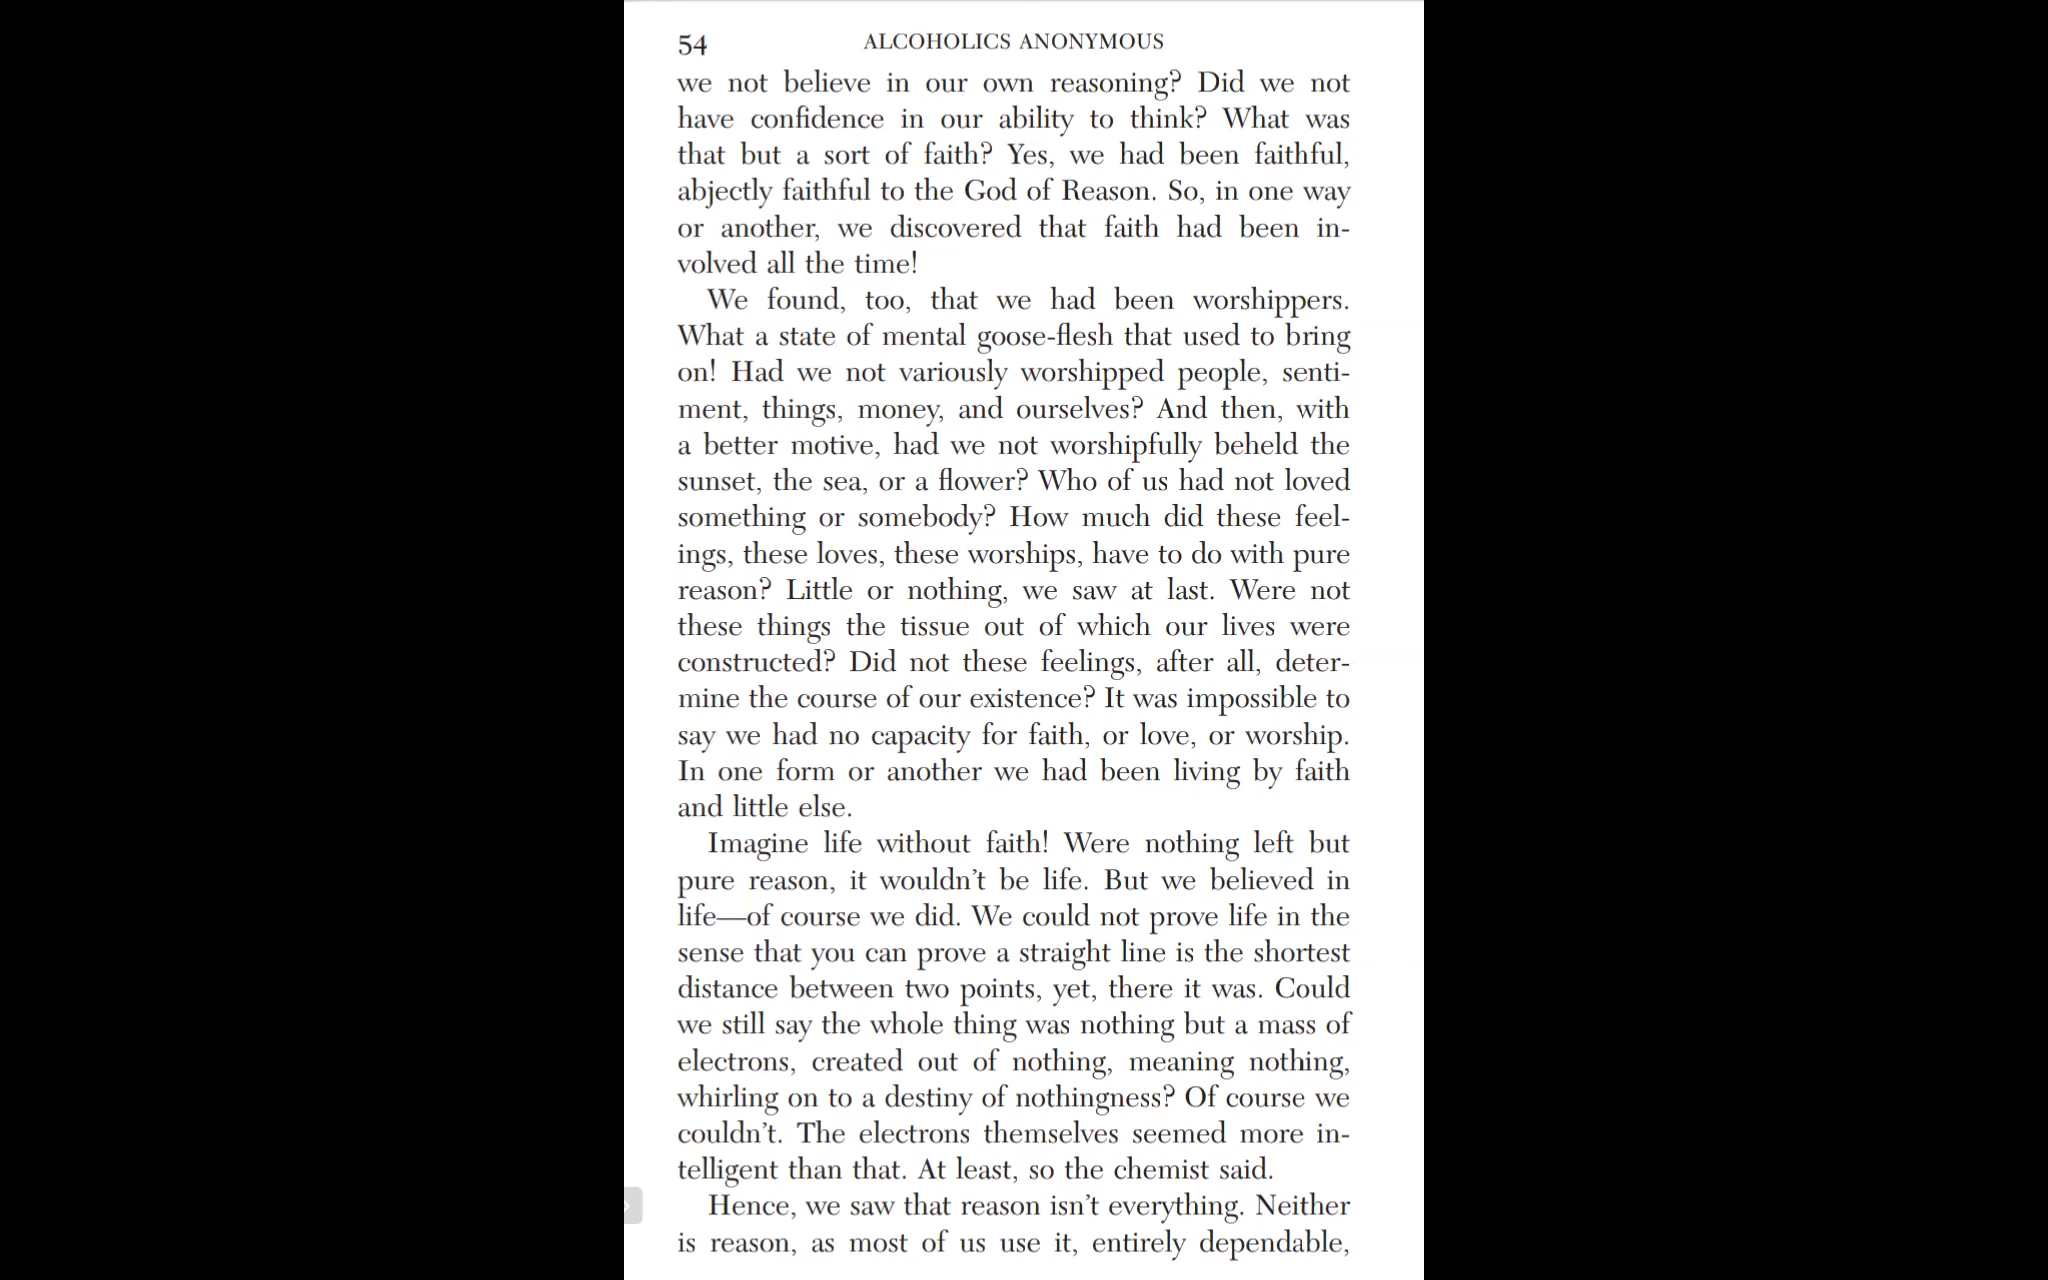 54 ALCOHOLICS ANONYMOUS
we not believe in our own reasoning? Did we not
have confidence in our ability to think? What was
that but a sort of faith? Yes, we had been faithful,
abjectly faithful to the God of Reason. So, in one way
or another, we discovered that faith had been in-
volved all the time!
We found, too, that we had been worshippers.
What a state of mental goose-flesh that used to bring
on! Had we not variously worshipped people, senti-
ment, things, money, and ourselves? And then, with
a better motive, had we not worshipfully beheld the
sunset, the sea, or a flower? Who of us had not loved
something or somebody? How much did these feel-
ings, these loves, these worships, have to do with pure
reason? Little or nothing, we saw at last. Were not
these things the tissue out of which our lives were
constructed? Did not these feelings, after all, deter-
mine the course of our existence? It was impossible to
say we had no capacity for faith, or love, or worship.
In one form or another we had been living by faith
and little else.
Imagine life without faith! Were nothing left but
pure reason, it wouldn’t be life. But we believed in
life—of course we did. We could not prove life in the
sense that you can prove a straight line is the shortest
distance between two points, yet, there it was. Could
we still say the whole thing was nothing but a mass of
electrons, created out of nothing, meaning nothing,
whirling on to a destiny of nothingness? Of course we
couldn’t. The electrons themselves seemed more in-
telligent than that. At least, so the chemist said.
Hence, we saw that reason isn’t everything. Neither
is reason, as most of us use it, entirely dependable,